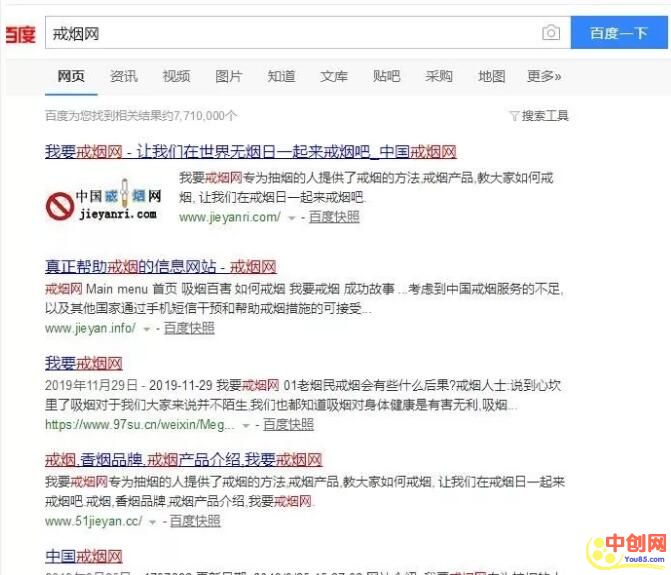 百度 戒烟网 百度一下
网页 资讯 视频 图片 知道 文库 贴吧 采购 地图 更多»
百度为您找到相关结果约7,710,000个 搜索工具
我要戒烟网 - 让我们在世界无烟日一起来戒烟吧_中国戒烟网
中国戒烟网
jieyanri.com
我要戒烟网专为抽烟的人提供了戒烟的方法,戒烟产品,教大家如何戒
烟, 让我们在戒烟日一起来戒烟吧.
www.jieyanri.com/ - 百度快照
真正帮助戒烟的信息网站 - 戒烟网
戒烟网 Main menu 首页 吸烟百害 如何戒烟 我要戒烟 成功故事 ...考虑到中国戒烟服务的不足,
以及其他国家通过手机短信干预和帮助戒烟措施的可接受...
www.jieyan.info/ - 百度快照
我要戒烟网
2019年11月29日 - 2019-11-29 我要戒烟网 01老烟民戒烟会有些什么后果?戒烟人士:说到心坎
里了吸烟对于我们大家来说并不陌生,我们也都知道吸烟对身体健康是有害无利,吸烟...
https://www.97su.cn/weixin/Meg... - 百度快照
戒烟,香烟品牌,戒烟产品介绍,我要戒烟网
我要戒烟网专为抽烟的人提供了戒烟的方法,戒烟产品,教大家如何戒烟, 让我们在戒烟日一起来
戒烟吧.戒烟,香烟品牌,戒烟产品介绍,我要戒烟网.
www.51jieyan.cc/ - 百度快照
中国戒烟网
中创网
You85.com